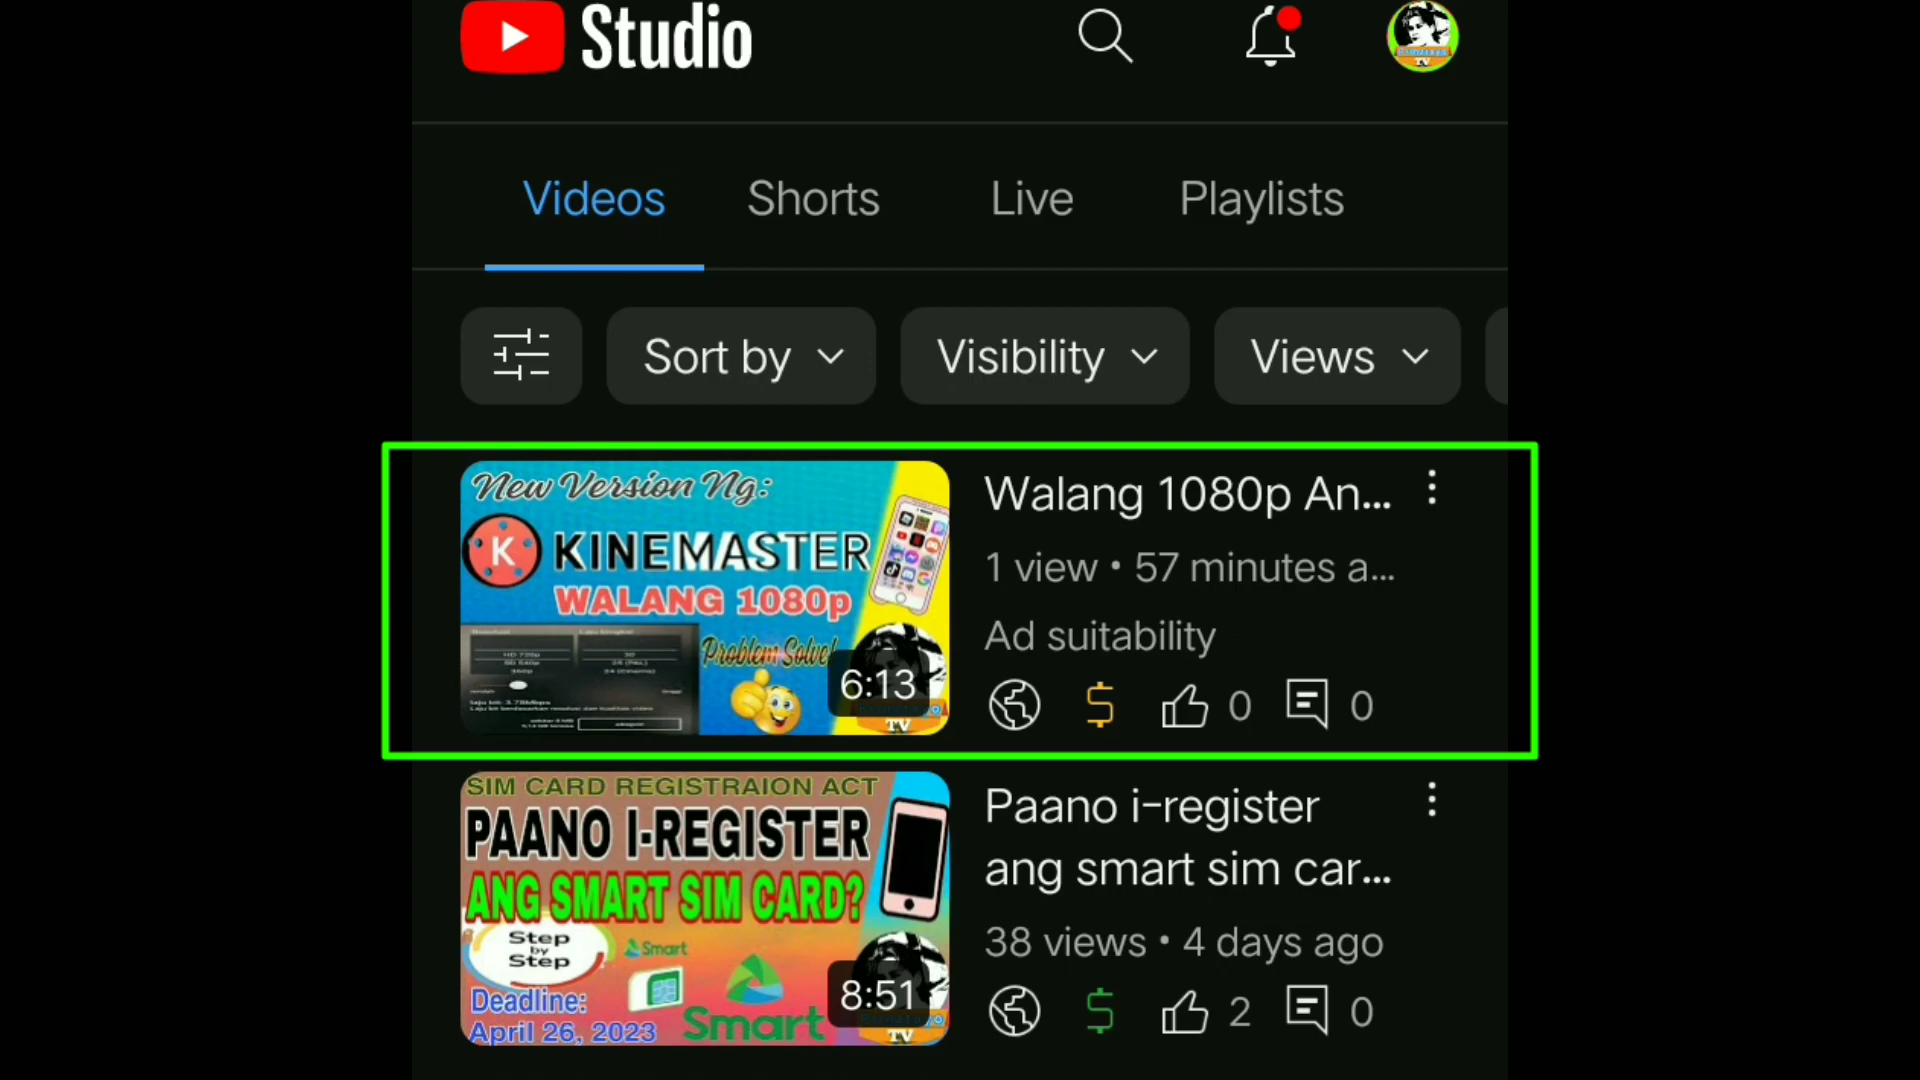 Studio
Videos Shorts Live Playlists
Sort by Visibility Views
New Version Ng:
K KINEMASTER
WALANG 1080p
Problem Solve!
6:13
TV
Walang 1080p An...
1 view • 57 minutes a...
Ad suitability
0 0
SIM CARD REGISTRAION ACT
PAANO I-REGISTER
ANG SMART SIM CARD?
Step
by
Step
Smart
Deadline:
April 26, 2023
Smart
8:51
TV
Paano i-register
ang smart sim car...
38 views • 4 days ago
2 0